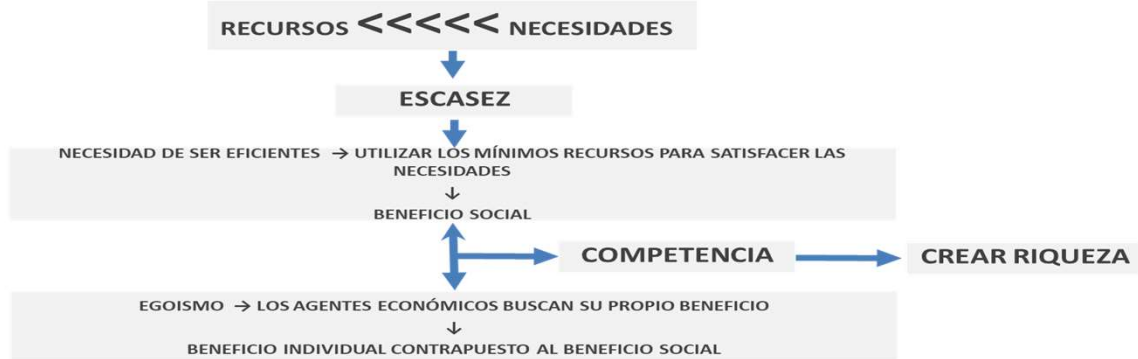 RECURSOS <<<<< NECESIDADES
ESCASEZ
NECESIDAD DE SER EFICIENTES → UTILIZAR LOS MÍNIMOS RECURSOS PARA SATISFACER LAS
NECESIDADES
↓
BENEFICIO SOCIAL
COMPETENCIA
CREAR RIQUEZA
EGOISMO → LOS AGENTES ECONÓMICOS BUSCAN SU PROPIO BENEFICIO
↓
BENEFICIO INDIVIDUAL CONTRAPUESTO AL BENEFICIO SOCIAL